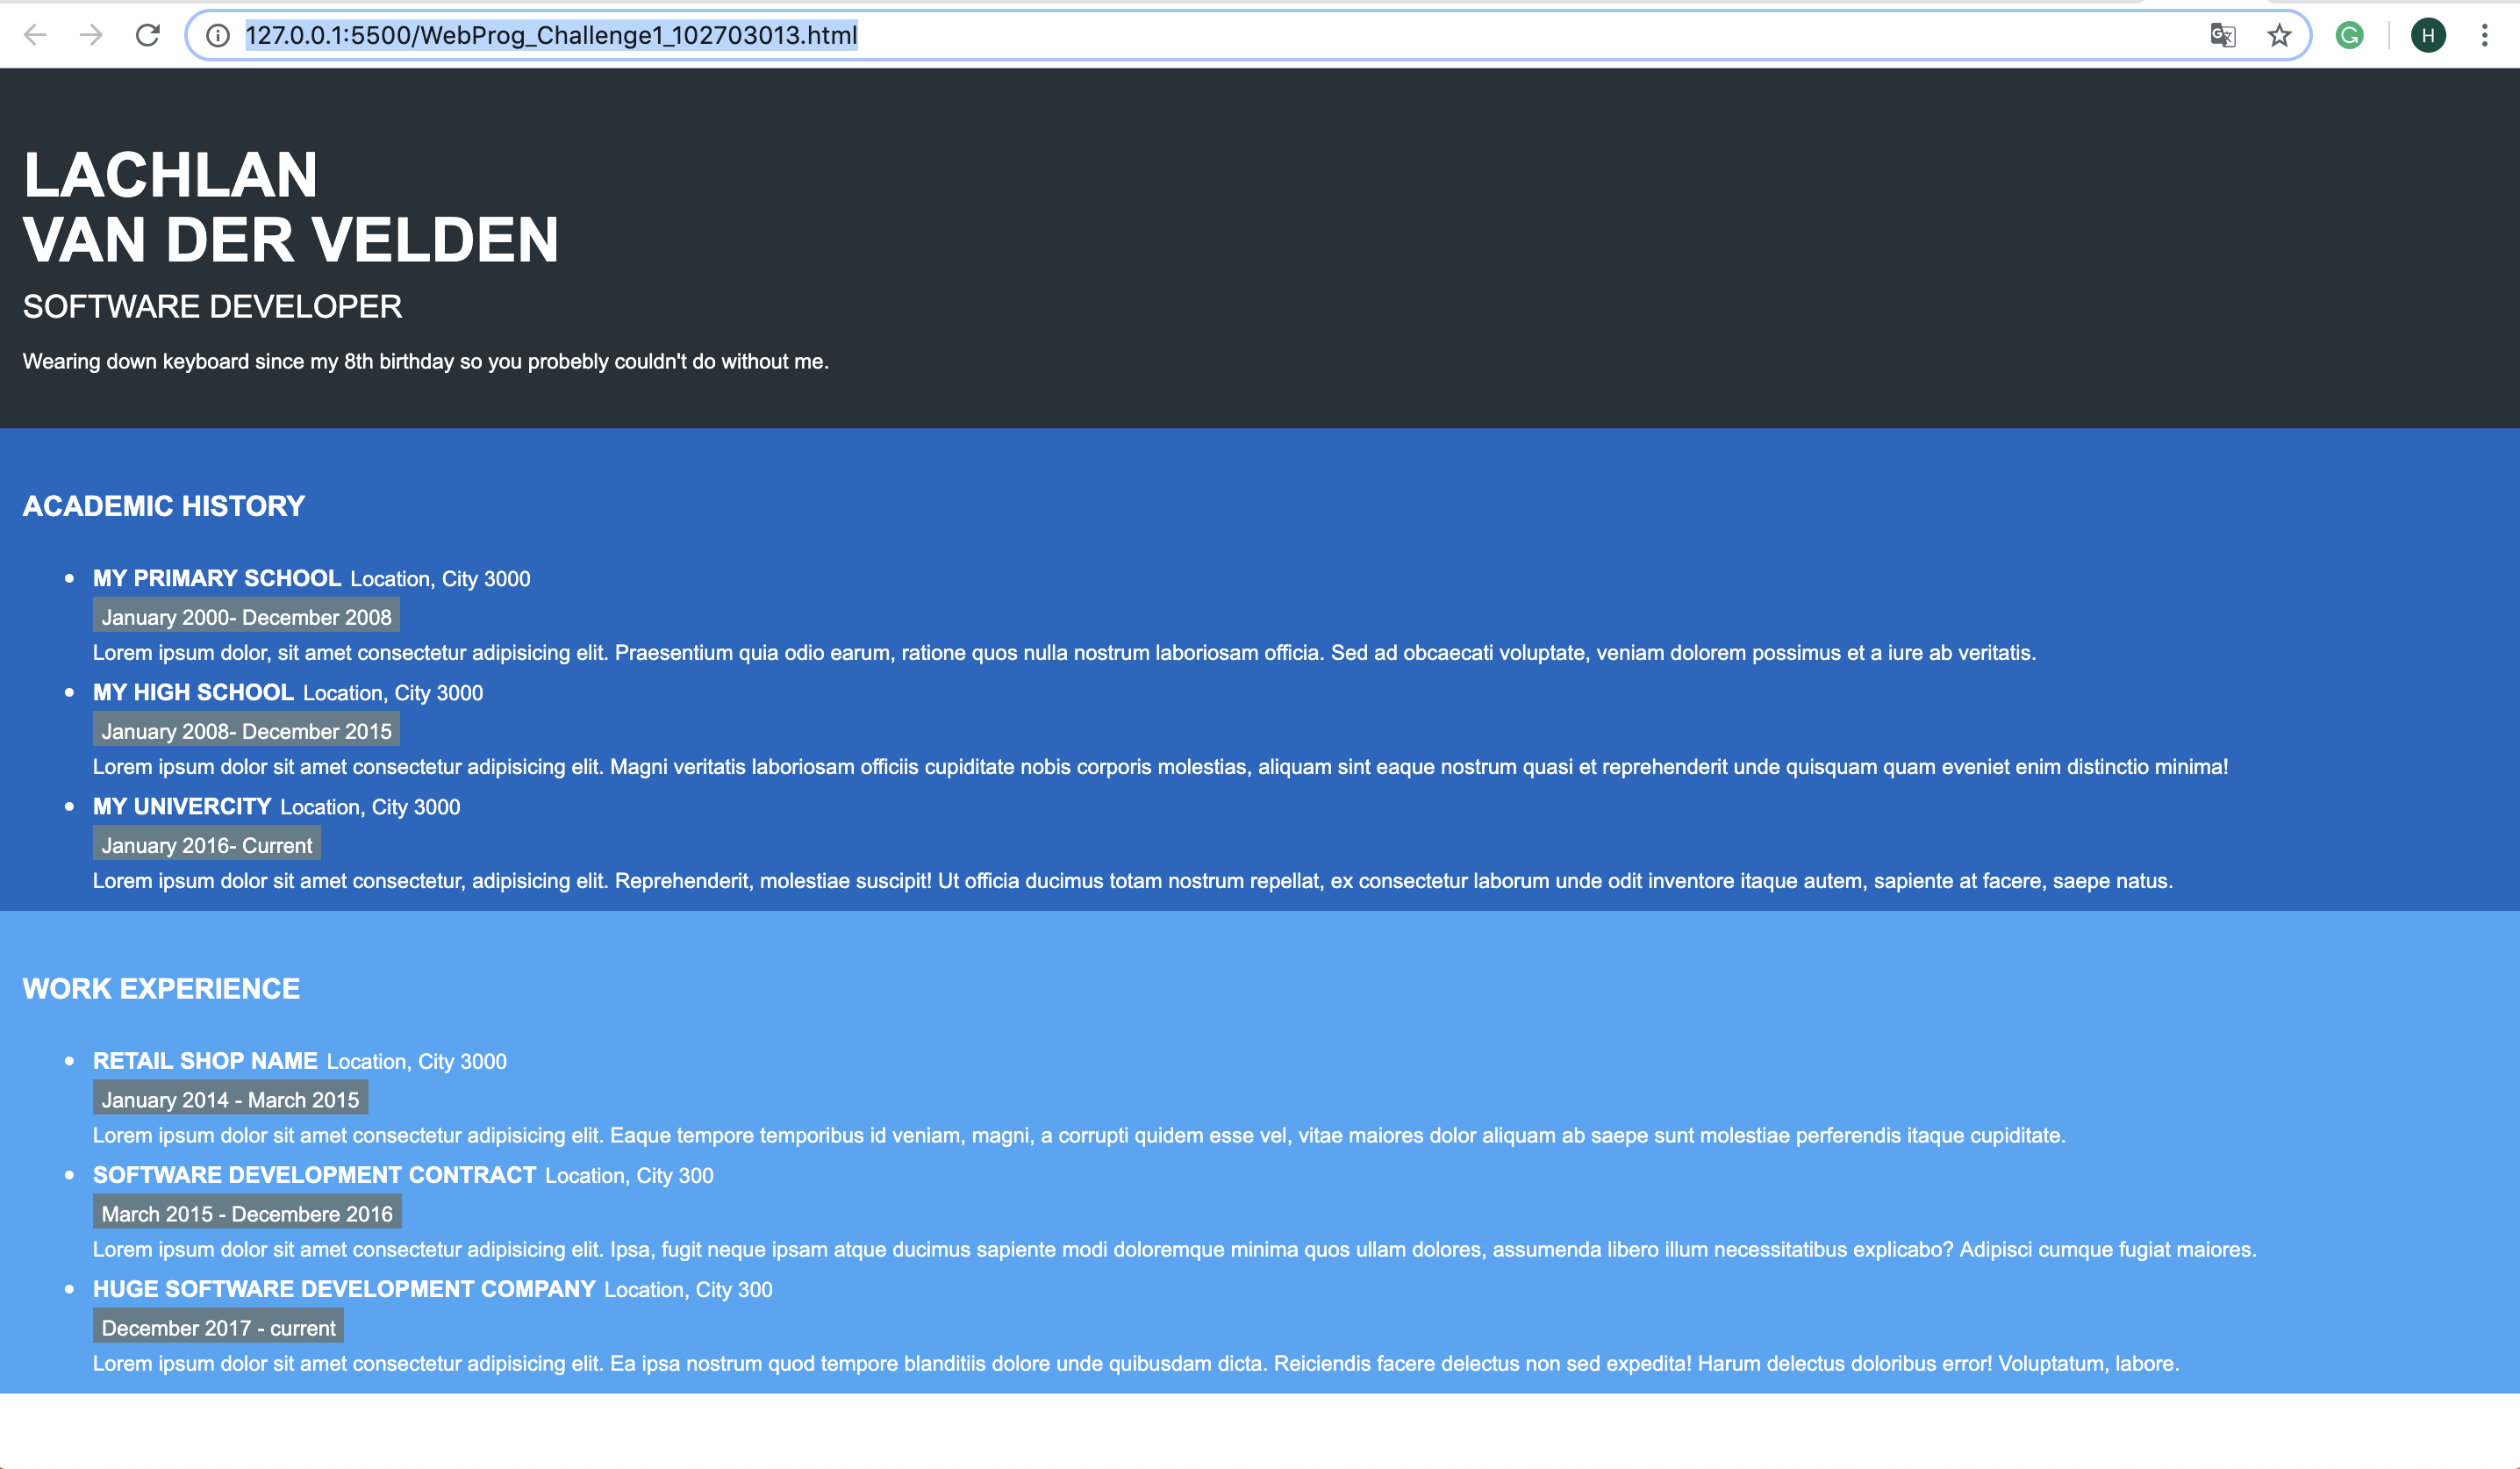 127.0.0.1:5500/WebProg_Challenge1_102703013.html
H
LACHLAN
VAN DER VELDEN
SOFTWARE DEVELOPER
Wearing down keyboard since my 8th birthday so you probebly couldn't do without me.
ACADEMIC HISTORY
MY PRIMARY SCHOOL Location, City 3000
January 2000- December 2008
Lorem ipsum dolor, sit amet consectetur adipisicing elit. Praesentium quia odio earum, ratione quos nulla nostrum laboriosam officia. Sed ad obcaecati voluptate, veniam dolorem possimus et a iure ab veritatis.
MY HIGH SCHOOL Location, City 3000
January 2008- December 2015
Lorem ipsum dolor sit amet consectetur adipisicing elit. Magni veritatis laboriosam officiis cupiditate nobis corporis molestias, aliquam sint eaque nostrum quasi et reprehenderit unde quisquam quam eveniet enim distinctio minima!
MY UNIVERCITY Location, City 3000
January 2016- Current
Lorem ipsum dolor sit amet consectetur, adipisicing elit. Reprehenderit, molestiae suscipit! Ut officia ducimus totam nostrum repellat, ex consectetur laborum unde odit inventore itaque autem, sapiente at facere, saepe natus.
WORK EXPERIENCE
RETAIL SHOP NAME Location, City 3000
January 2014 - March 2015
Lorem ipsum dolor sit amet consectetur adipisicing elit. Eaque tempore temporibus id veniam, magni, a corrupti quidem esse vel, vitae maiores dolor aliquam ab saepe sunt molestiae perferendis itaque cupiditate.
SOFTWARE DEVELOPMENT CONTRACT Location, City 300
March 2015 - Decembere 2016
Lorem ipsum dolor sit amet consectetur adipisicing elit. Ipsa, fugit neque ipsam atque ducimus sapiente modi doloremque minima quos ullam dolores, assumenda libero illum necessitatibus explicabo? Adipisci cumque fugiat maiores.
HUGE SOFTWARE DEVELOPMENT COMPANY Location, City 300
December 2017 - current
Lorem ipsum dolor sit amet consectetur adipisicing elit. Ea ipsa nostrum quod tempore blanditiis dolore unde quibusdam dicta. Reiciendis facere delectus non sed expedita! Harum delectus doloribus error! Voluptatum, labore.